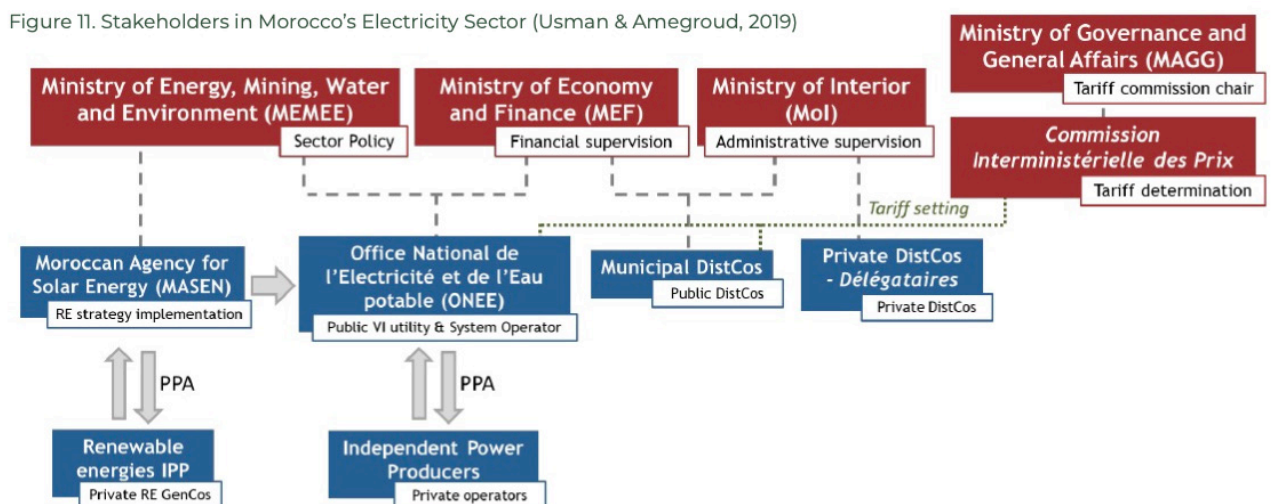 Figure 11. Stakeholders in Morocco's Electricity Sector (Usman & Amegroud, 2019)
Ministry of Governance and
General Affairs (MAGG)
Tariff commission chair
Ministry of Energy, Mining, Water
and Environment (MEMEE)
Sector Policy
Ministry of Economy
and Finance (MEF)
Financial supervision
Ministry of Interior
(MoI)
Administrative supervision
Commission
Interministérielle des Prix
Tariff determination
Tariff setting
Moroccan Agency for
Solar Energy (MASEN)
RE strategy implementation
Office National de
l'Electricité et de l'Eau
potable (ONEE)
Public VI utility & System Operator
Municipal DistCos
Public DistCos
Private DistCos
- Délégataires
Private DistCos
PPA
PPA
Renewable
energies IPP
Private RE GenCos
Independent Power
Producers
Private operators